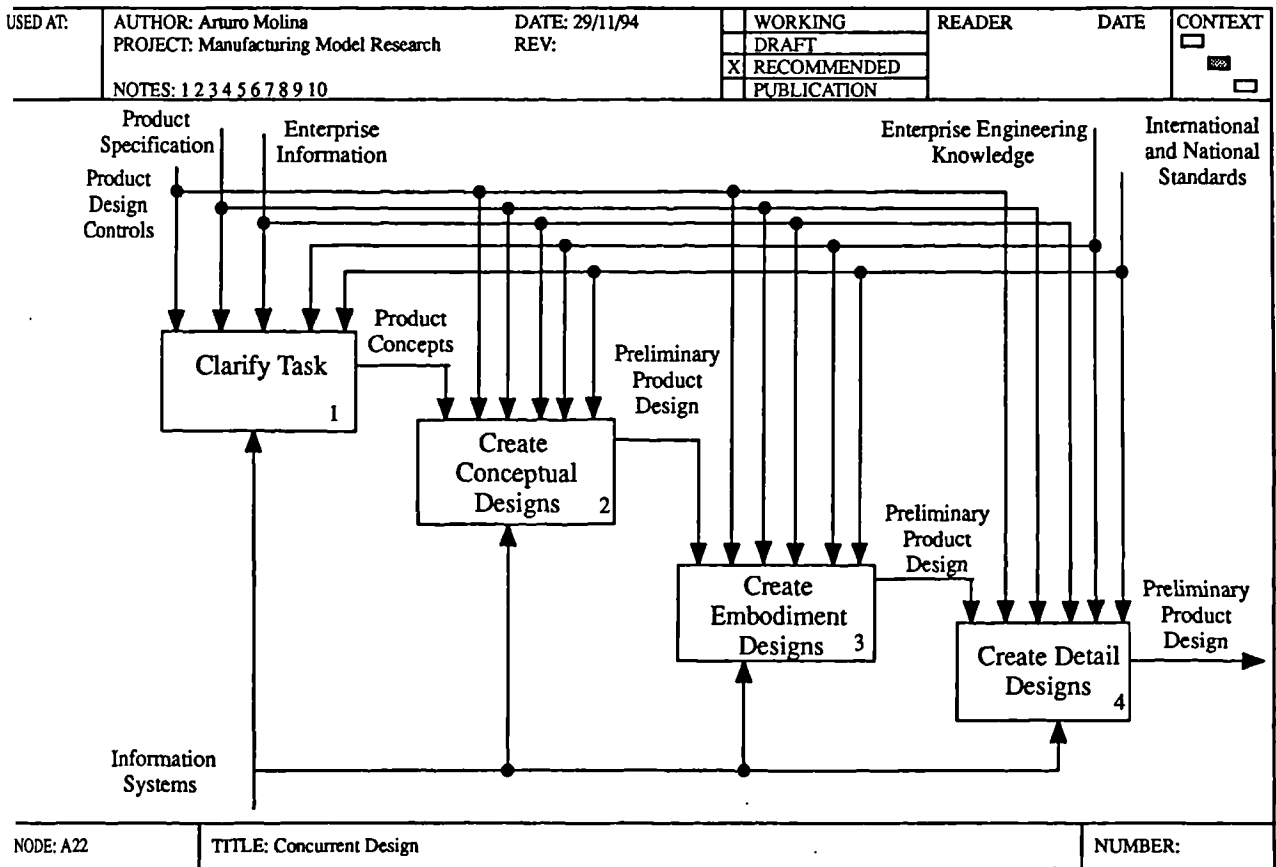 USED AT:
AUTHOR: Arturo Molina
DATE: 29/11/94
PROJECT: Manufacturing Model Research
REV:
NOTES: 1 2 3 4 5 6 7 8 9 10
WORKING
DRAFT
X RECOMMENDED
PUBLICATION
READER
DATE
CONTEXT
Product
Specification
Enterprise
Information
Enterprise Engineering
Knowledge
International
and National
Standards
Product
Design
Controls
Clarify Task
1
Product
Concepts
Create
Conceptual
Designs
2
Preliminary
Product
Design
Create
Embodiment
Designs
3
Preliminary
Product
Design
Create Detail
Designs
4
Preliminary
Product
Design
Information
Systems
NODE: A22
TITLE: Concurrent Design
NUMBER: